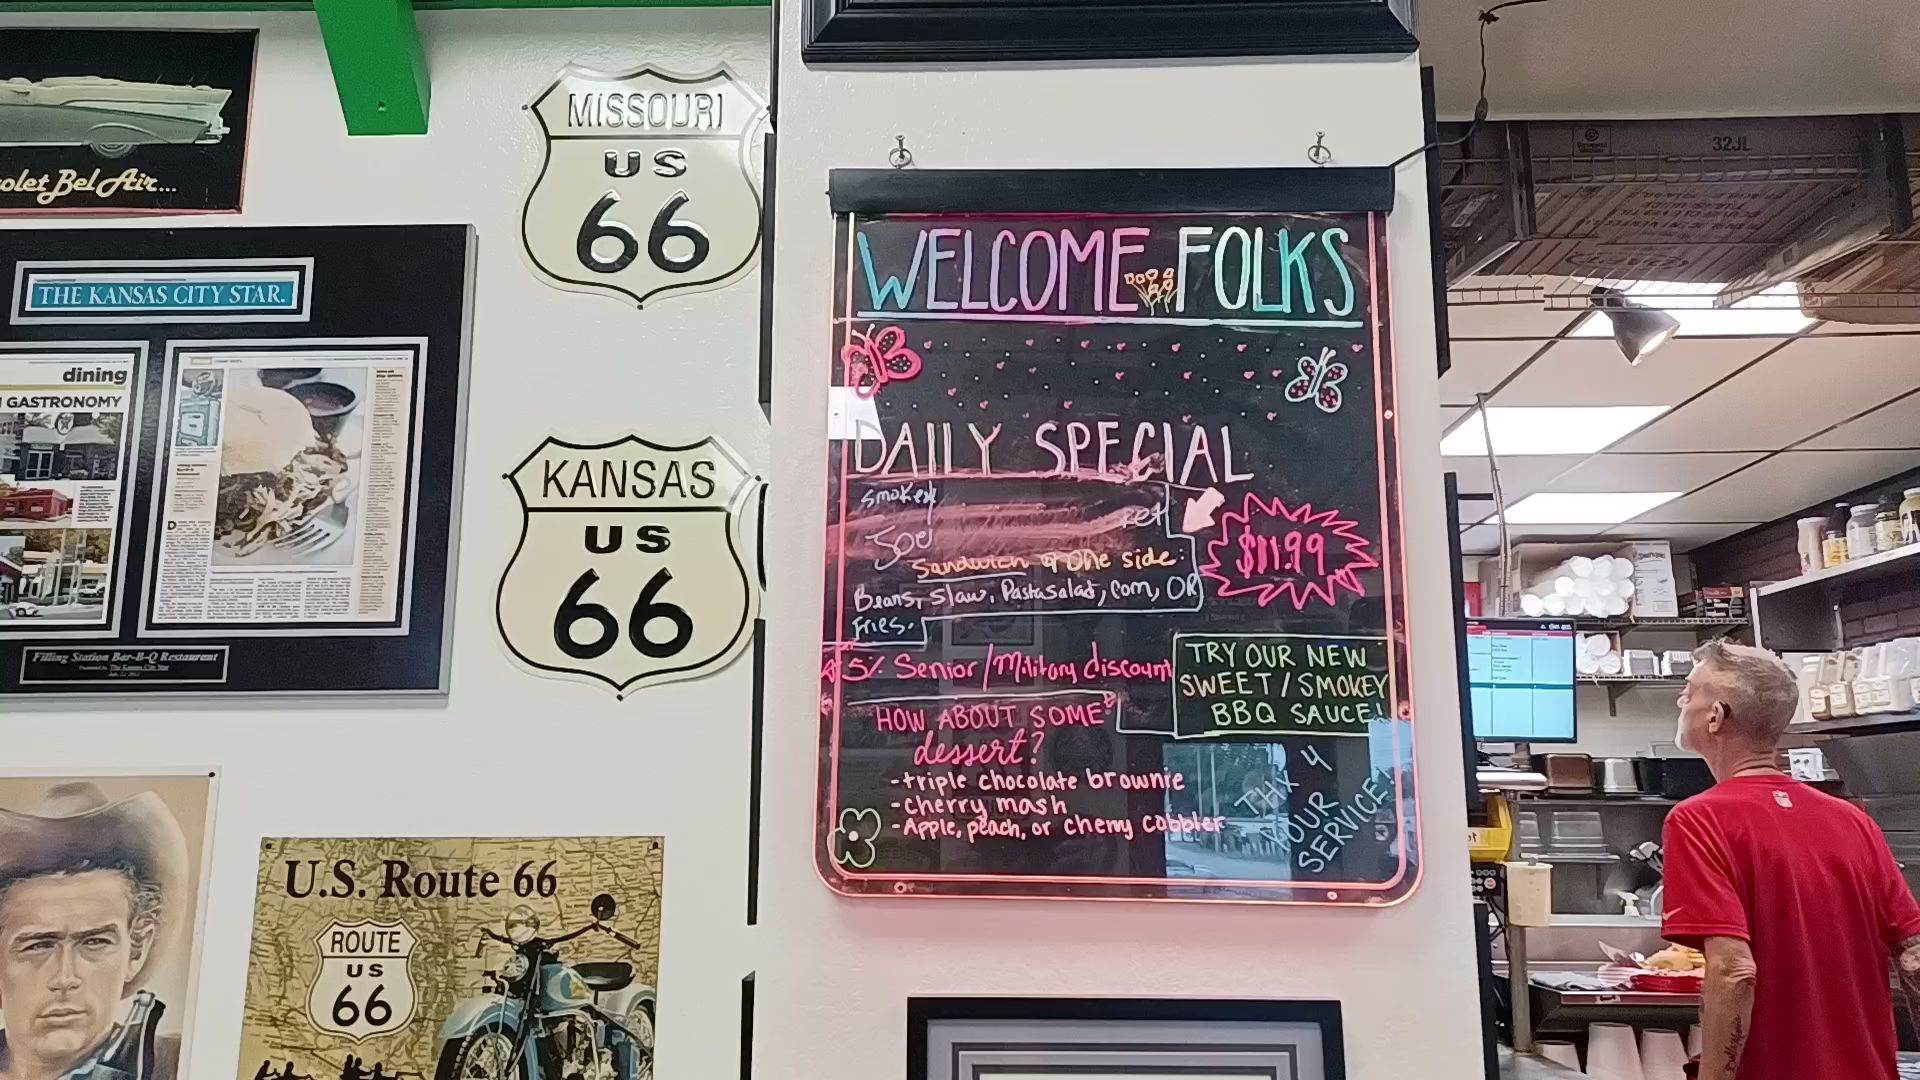 olet Bel Air...
THE KANSAS CITY STAR.
dining
GASTRONOMY
Filling Station Bar-B-Q Restaurant
MISSOURI
US
66
KANSAS
US
66
U.S. Route 66
ROUTE
US
66
WELCOME FOLKS
DAILY SPECIAL
smokey
Sandwich & One side:
$11.99
Beans, slaw, Pasta salad, corn, OR
Fries.
5% Senior/Military discount
TRY OUR NEW
SWEET/SMOKEY
BBQ SAUCE!
HOW ABOUT SOME
dessert?
-triple chocolate brownie
-cherry mash
-Apple, peach, or cherry cobbler
THX 4
YOUR
SERVICE!
32JL